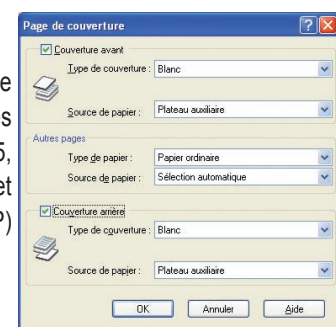 Page de couverture
Couverture avant
Type de couverture : Blanc
Source de papier : Plateau auxiliaire
Autres pages
Type de papier : Papier ordinaire
Source de papier : Sélection automatique
Couverture arrière
Type de couverture : Blanc
Source de papier : Plateau auxiliaire
OK Annuler Aide